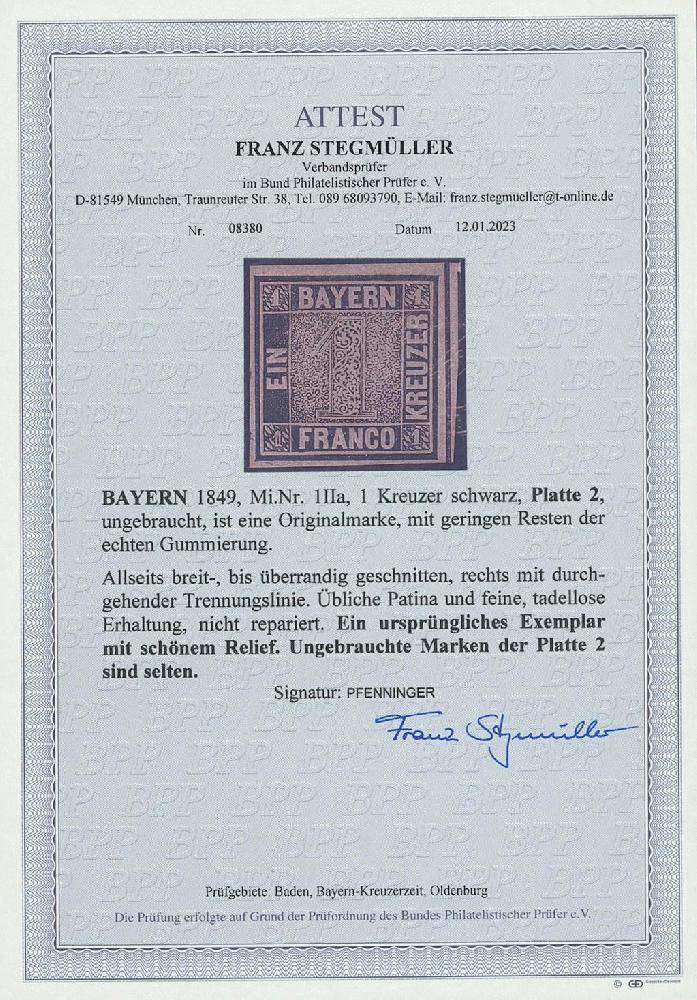 ATTEST
FRANZ STEGMÜLLER
Verbandsprüfer
im Bund Philatelistischer Prüfer e. V.
D-81549 München, Traunreuter Str. 38, Tel. 089 68093790, E-Mail: franz.stegmueller@t-online.de
Nr. 08380 Datum 12.01.2023
1 BAYERN 1
EIN
1
KREUZER
1 FRANCO 1
BAYERN 1849, Mi.Nr. 1IIa, 1 Kreuzer schwarz, Platte 2,
ungebraucht, ist eine Originalmarke, mit geringen Resten der
echten Gummierung.
Allseits breit-, bis überrandig geschnitten, rechts mit durch-
gehender Trennungslinie. Übliche Patina und feine, tadellose
Erhaltung, nicht repariert. Ein ursprüngliches Exemplar
mit schönem Relief. Ungebrauchte Marken der Platte 2
sind selten.
Signatur: PFENNINGER
Franz Stegmüller
Prüfgebiete: Baden, Bayern-Kreuzerzeit, Oldenburg
Die Prüfung erfolgte auf Grund der Prüfordnung des Bundes Philatelistischer Prüfer e.V.